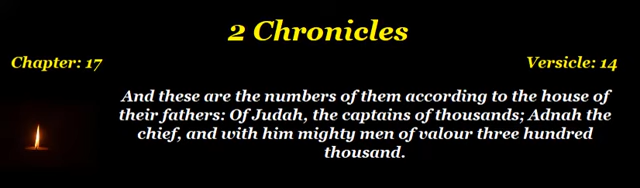 2 Chronicles
Chapter: 17
Versicle: 14
And these are the numbers of them according to the house of
their fathers: Of Judah, the captains of thousands; Adnah the
chief, and with him mighty men of valour three hundred
thousand.